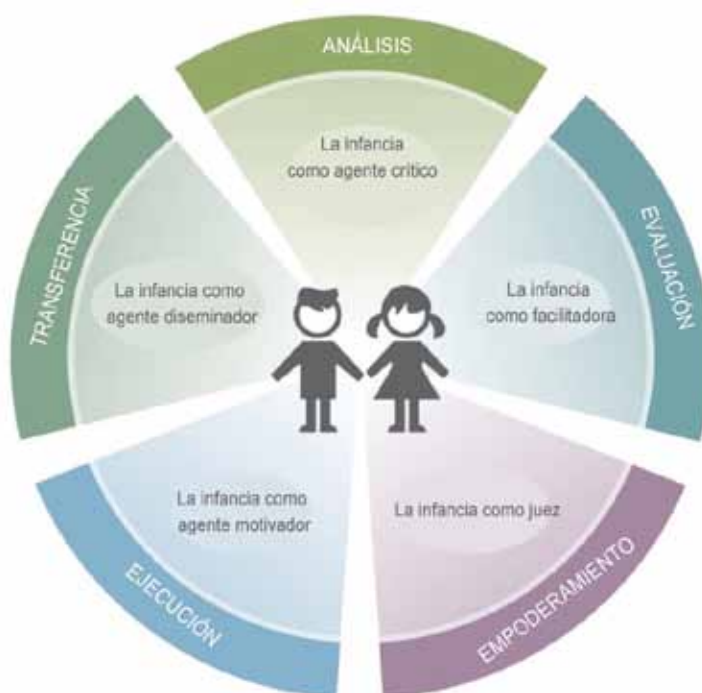 ANÁLISIS
La infancia
como agente crítico
EVALUACIÓN
La infancia
como facilitadora
EMPODERAMIENTO
La infancia como juez
EJECUCIÓN
La infancia como
agente motivador
TRANSFERENCIA
La infancia como
agente diseminador